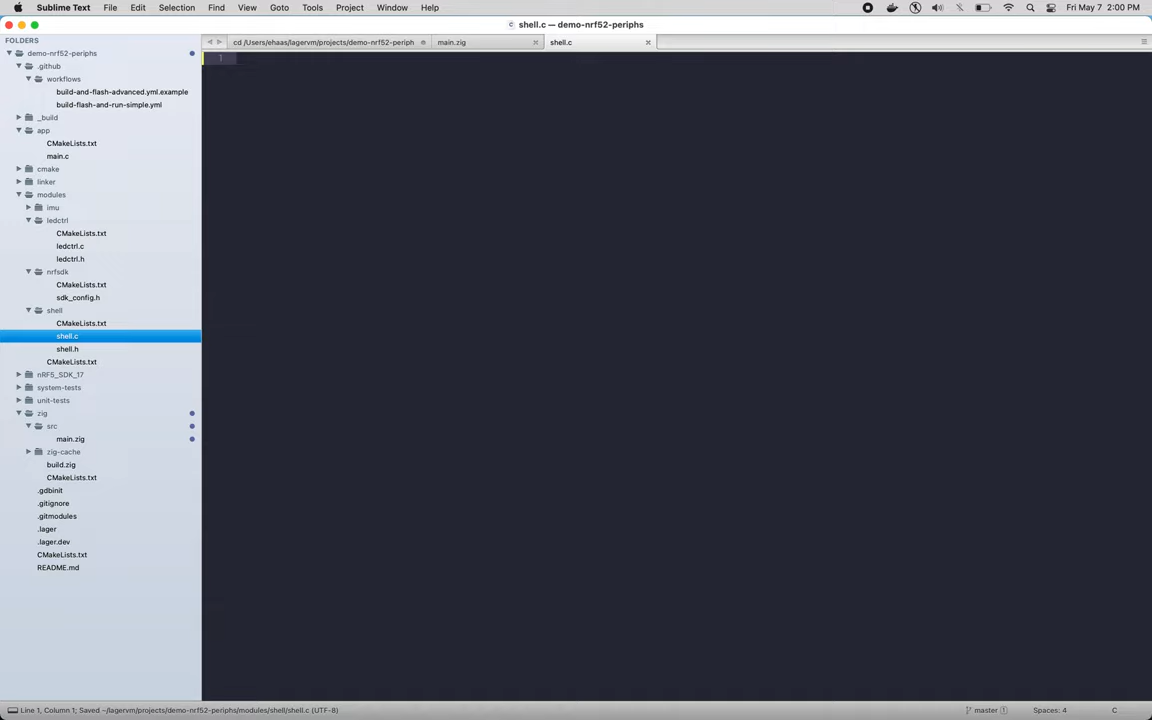 Sublime Text File Edit Selection Find View Goto Tools Project Window Help Fri May 7 2:00 PM
shell.c — demo-nrf52-periphs
FOLDERS
cd /Users/ehaas/lagervm/projects/demo-nrf52-periph main.zig shell.c
demo-nrf52-periphs
1
.github
workflows
build-and-flash-advanced.yml.example
build-flash-and-run-simple.yml
_build
app
CMakeLists.txt
main.c
cmake
linker
modules
imu
ledctrl
CMakeLists.txt
ledctrl.c
ledctrl.h
nrfsdk
CMakeLists.txt
sdk_config.h
shell
CMakeLists.txt
shell.c
shell.h
CMakeLists.txt
nRF5_SDK_17
system-tests
unit-tests
zig
src
main.zig
zig-cache
build.zig
CMakeLists.txt
.gdbinit
.gitignore
.gitmodules
.lager
.lager.dev
CMakeLists.txt
README.md
Line 1, Column 1; Saved ~/lagervm/projects/demo-nrf52-periphs/modules/shell/shell.c (UTF-8) master 1 Spaces: 4 C